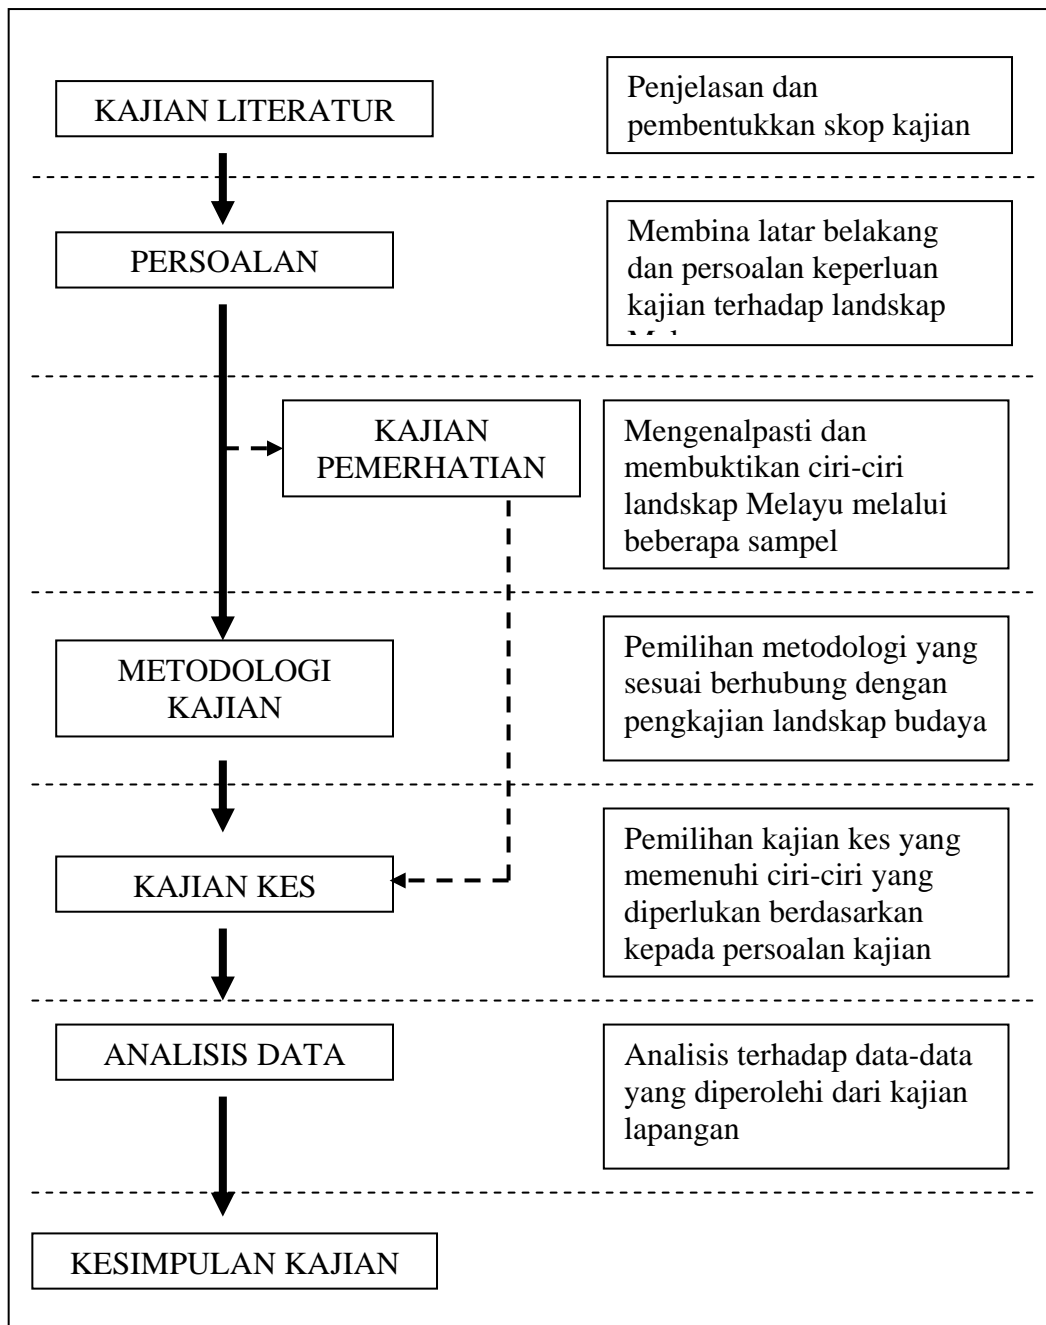 KAJIAN LITERATUR
Penjelasan dan
pembentukkan skop kajian
PERSOALAN
Membina latar belakang
dan persoalan keperluan
kajian terhadap landskap
KAJIAN
PEMERHATIAN
Mengenalpasti dan
membuktikan ciri-ciri
landskap Melayu melalui
beberapa sampel
METODOLOGI
KAJIAN
Pemilihan metodologi yang
sesuai berhubung dengan
pengkajian landskap budaya
KAJIAN KES
Pemilihan kajian kes yang
memenuhi ciri-ciri yang
diperlukan berdasarkan
kepada persoalan kajian
ANALISIS DATA
Analisis terhadap data-data
yang diperolehi dari kajian
lapangan
KESIMPULAN KAJIAN